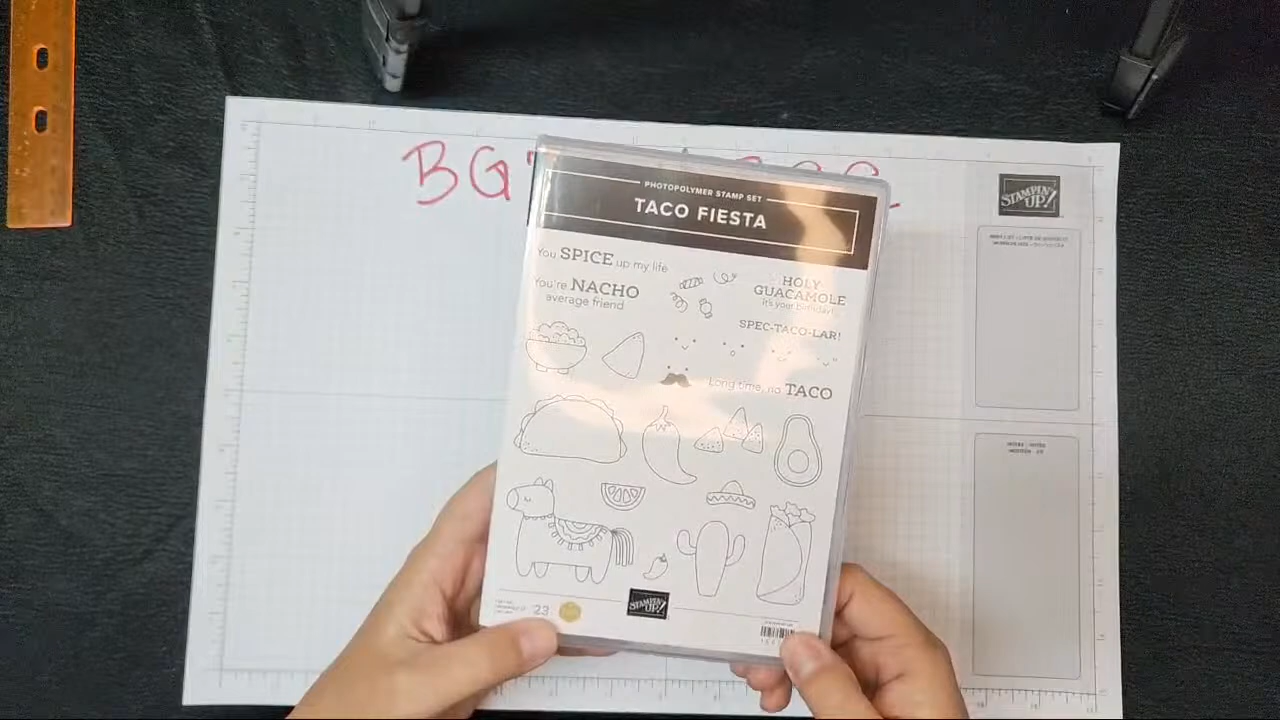 BG
PHOTOPOLYMER STAMP SET
TACO FIESTA
STAMPIN' UP!
You SPICE up my life
You're NACHO
average friend
HOLY
GUACAMOLE
it's your birthday!
SPEC-TACO-LAR!
Long time, no TACO
23
STAMPIN' UP!